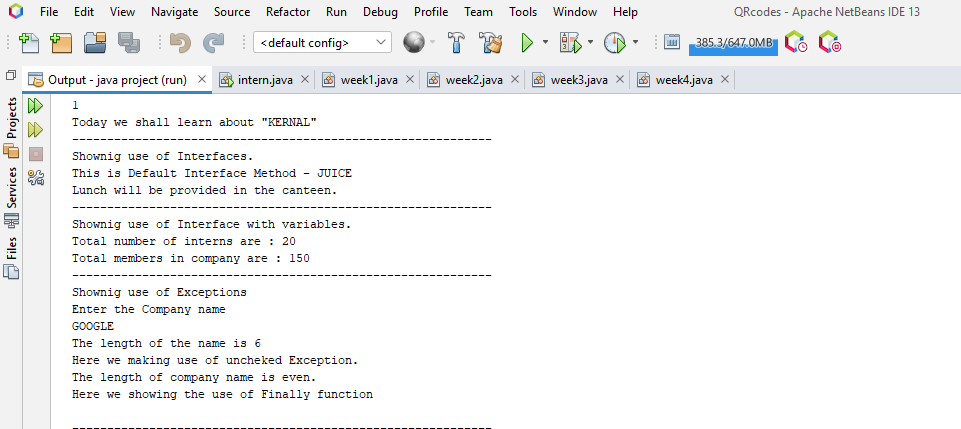 File Edit View Navigate Source Refactor Run Debug Profile Team Tools Window Help QRcodes - Apache NetBeans IDE 13
<default config> 385.3/647.0MB
Output - java project (run) intern.java week1.java week2.java week3.java week4.java
Projects
Services
Files
1
Today we shall learn about "KERNAL"
------------------------------------------------------------
Shownig use of Interfaces.
This is Default Interface Method - JUICE
Lunch will be provided in the canteen.
------------------------------------------------------------
Shownig use of Interface with variables.
Total number of interns are : 20
Total members in company are : 150
------------------------------------------------------------
Shownig use of Exceptions
Enter the Company name
GOOGLE
The length of the name is 6
Here we making use of uncheked Exception.
The length of company name is even.
Here we showing the use of Finally function
------------------------------------------------------------